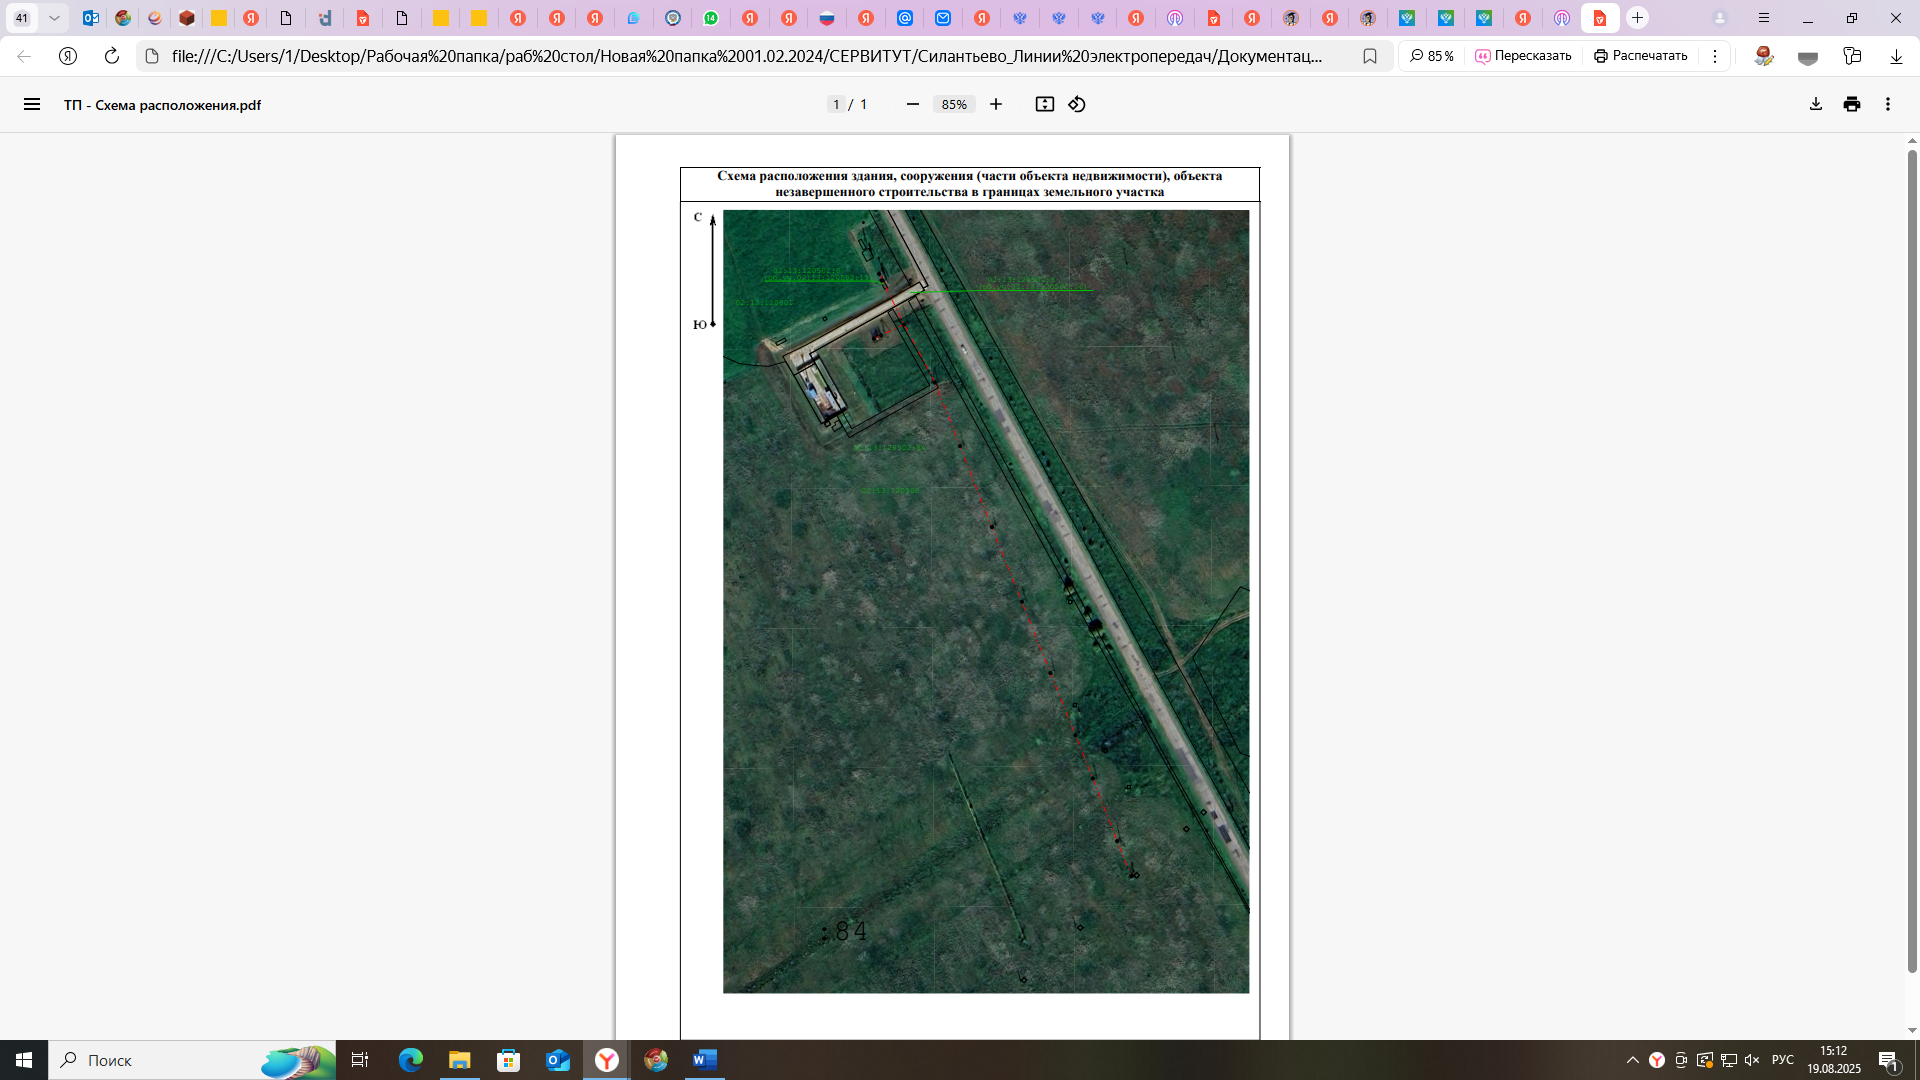 41
14
file:///C:/Users/1/Desktop/Рабочая%20папка/раб%20стол/Новая%20папка%2001.02.2024/СЕРВИТУТ/Силантьево_Линии%20электропередач/Документац...
85%
Пересказать
Распечатать
ТП - Схема расположения.pdf
1 / 1
85%
Схема расположения здания, сооружения (части объекта недвижимости), объекта
незавершенного строительства в границах земельного участка
С
Ю
:84
Поиск
РУС
15:12
19.08.2025
1